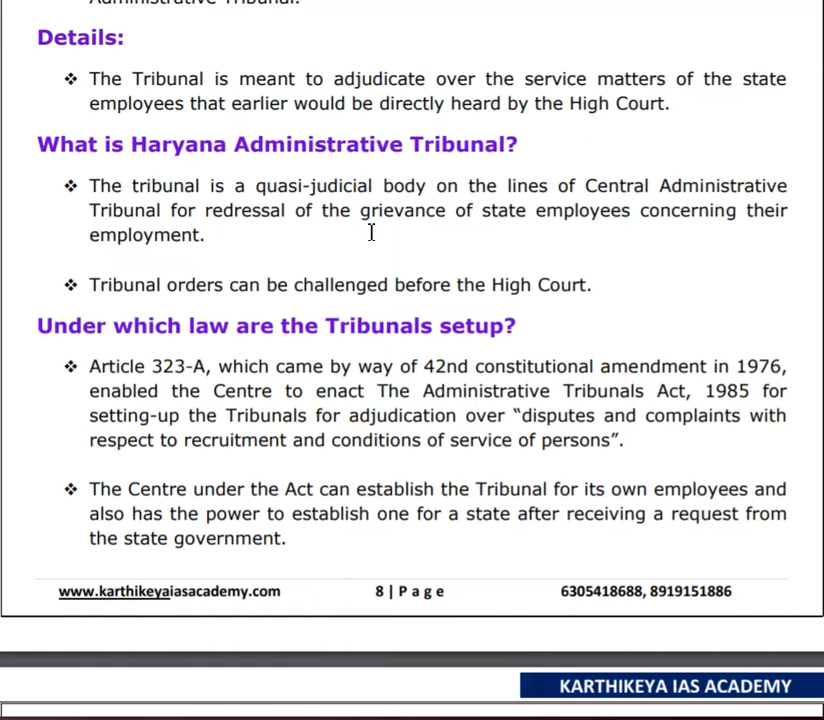 Administrative Tribunal.
Details:
❖ The Tribunal is meant to adjudicate over the service matters of the state
employees that earlier would be directly heard by the High Court.
What is Haryana Administrative Tribunal?
❖ The tribunal is a quasi-judicial body on the lines of Central Administrative
Tribunal for redressal of the grievance of state employees concerning their
employment.
❖ Tribunal orders can be challenged before the High Court.
Under which law are the Tribunals setup?
❖ Article 323-A, which came by way of 42nd constitutional amendment in 1976,
enabled the Centre to enact The Administrative Tribunals Act, 1985 for
setting-up the Tribunals for adjudication over “disputes and complaints with
respect to recruitment and conditions of service of persons”.
❖ The Centre under the Act can establish the Tribunal for its own employees and
also has the power to establish one for a state after receiving a request from
the state government.
www.karthikeyaiasacademy.com 8 | P a g e 6305418688, 8919151886
KARTHIKEYA IAS ACADEMY